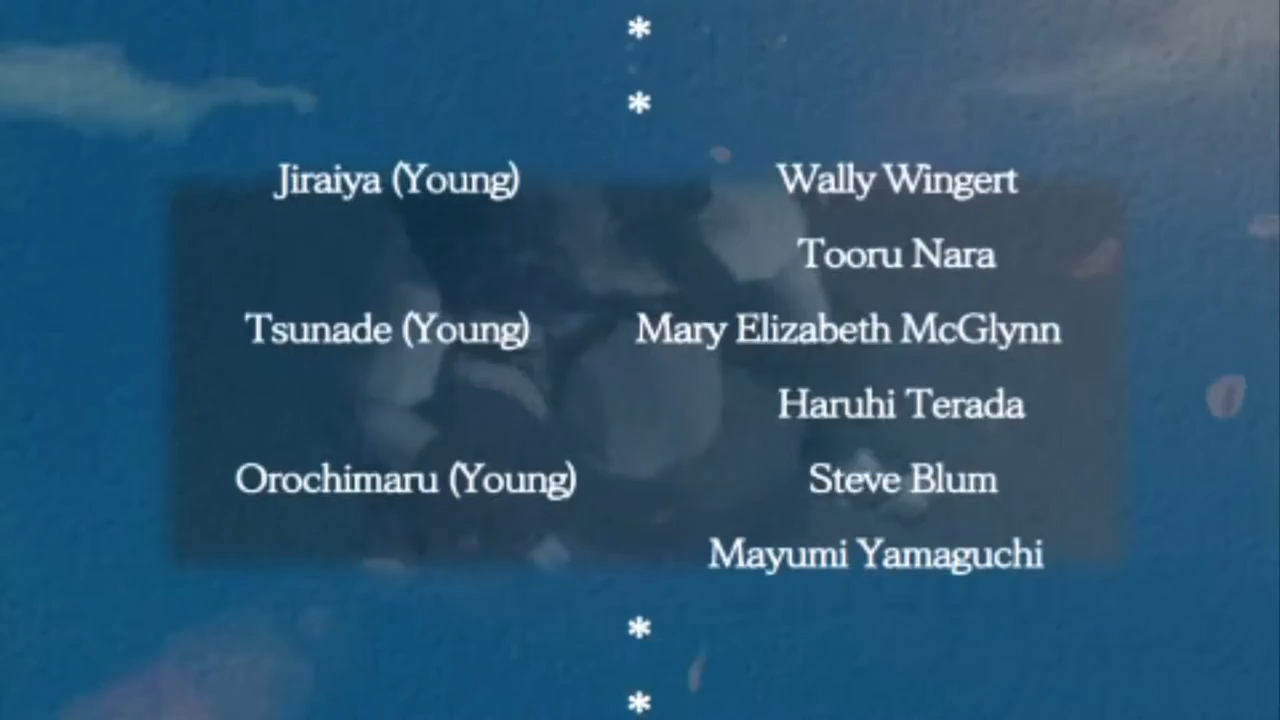 *
*
Jiraiya (Young) Wally Wingert
Tooru Nara
Tsunade (Young) Mary Elizabeth McGlynn
Haruhi Terada
Orochimaru (Young) Steve Blum
Mayumi Yamaguchi
*
*